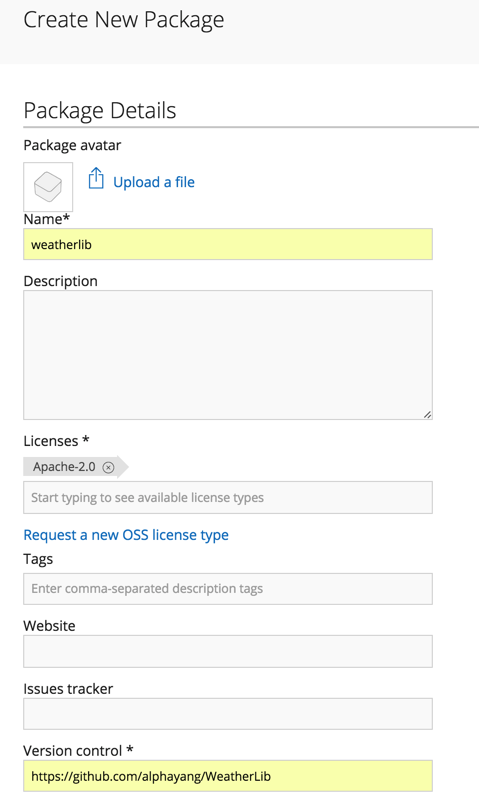 Create New Package
Package Details
Package avatar
Upload a file
Name*
weatherlib
Description
Licenses *
Apache-2.0
Start typing to see available license types
Request a new OSS license type
Tags
Enter comma-separated description tags
Website
Issues tracker
Version control *
https://github.com/alphayang/WeatherLib